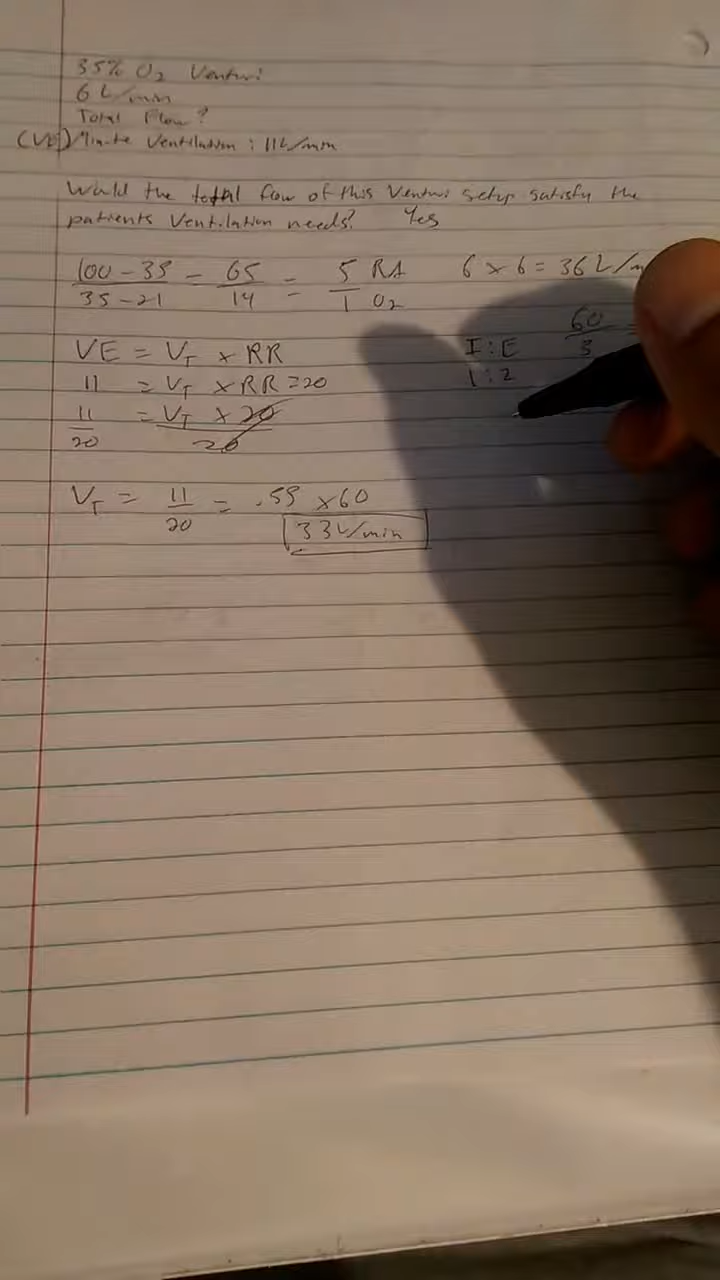 35% O2 Venturi
6 L/min
Total Flow?
(VE) Minute Ventilation : 11L/min
Would the total flow of this Venturi setup satisfy the
patients Ventilation needs? Yes
100 - 35 / 35 - 21 = 65 / 14 = 5 / 1 RA O2 6 x 6 = 36 L/m
VE = VT x RR I:E 60 / 3 =
11 = VT x RR = 20 1:2
11 / 20 = VT x 20 / 20
VT = 11 / 20 = .55 x 60
33L/min